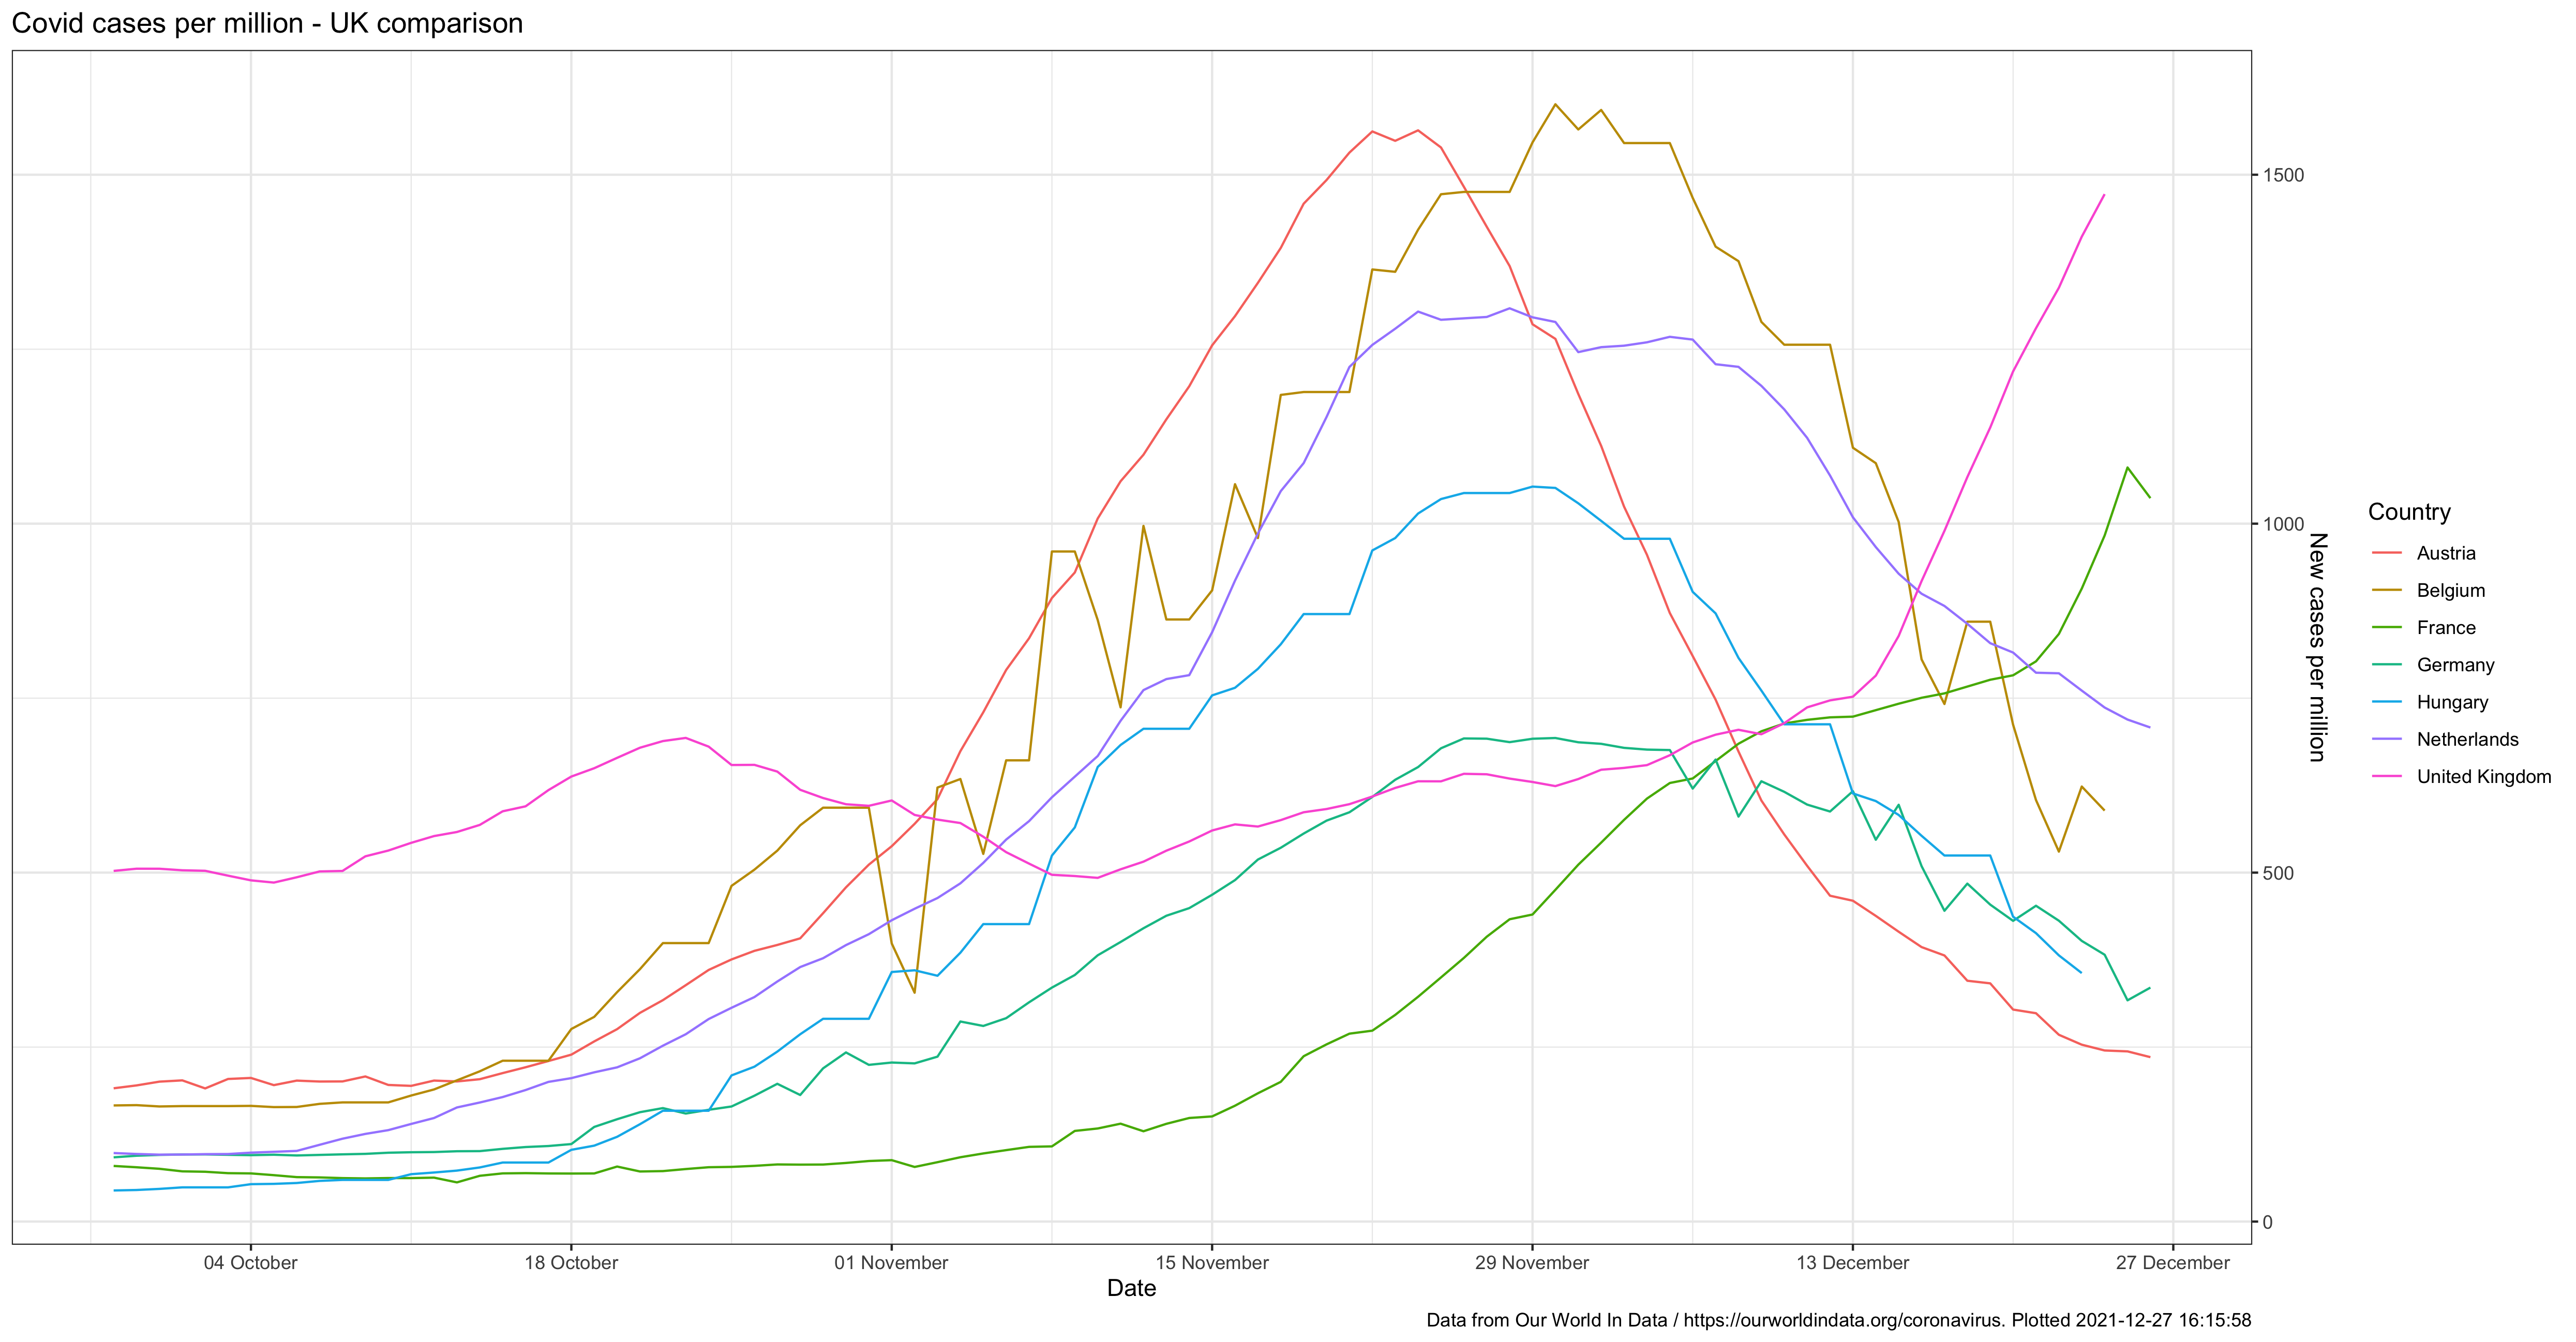 Covid cases per million - UK comparison
1500
1000
500
0
New cases per million
04 October
18 October
01 November
15 November
29 November
13 December
27 December
Date
Country
Austria
Belgium
France
Germany
Hungary
Netherlands
United Kingdom
Data from Our World In Data / https://ourworldindata.org/coronavirus. Plotted 2021-12-27 16:15:58